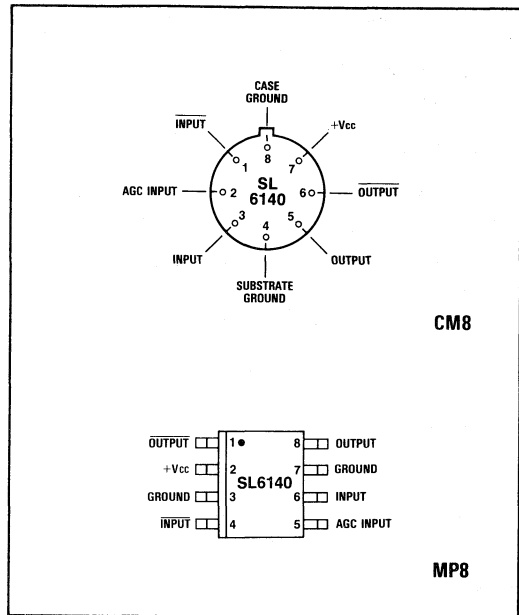 CASE
GROUND
INPUT
+Vcc
1
8
7
AGC INPUT
2
SL
6140
6
OUTPUT
3
4
5
INPUT
OUTPUT
SUBSTRATE
GROUND
CM8
OUTPUT
1
8
OUTPUT
+Vcc
2
7
GROUND
SL6140
GROUND
3
6
INPUT
INPUT
4
5
AGC INPUT
MP8